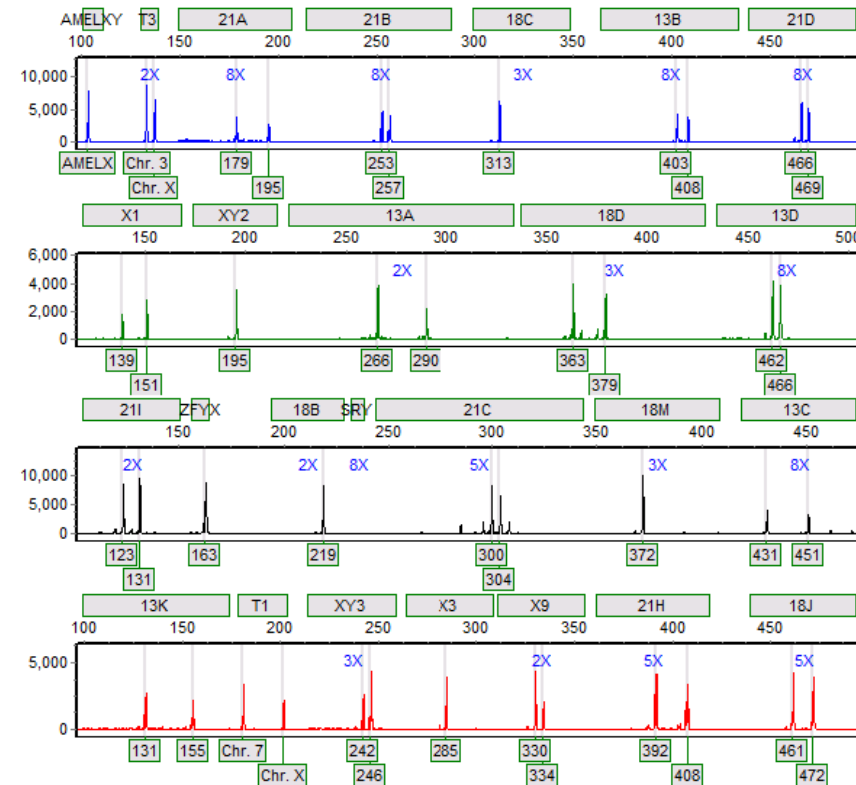 AMELXY T3 21A 21B 18C 13B 21D
100 150 200 250 300 350 400 450
10,000 2X 8X 8X 3X 8X 8X
5,000
0
AMELX Chr. 3 179 253 313 403 466
Chr. X 195 257 408 469
X1 XY2 13A 18D 13D
150 200 250 300 350 400 450 500
6,000 2X 3X 8X
4,000
2,000
0
139 195 266 290 363 462
151 379 466
21I ZFYX 18B SRY 21C 18M 13C
150 200 250 300 350 400 450
10,000 2X 2X 8X 5X 3X 8X
5,000
0
123 163 219 300 372 431 451
131 304
13K T1 XY3 X3 X9 21H 18J
100 150 200 250 300 350 400 450
5,000 3X 2X 5X 5X
0
131 155 Chr. 7 242 285 330 392 461
Chr. X 246 334 408 472